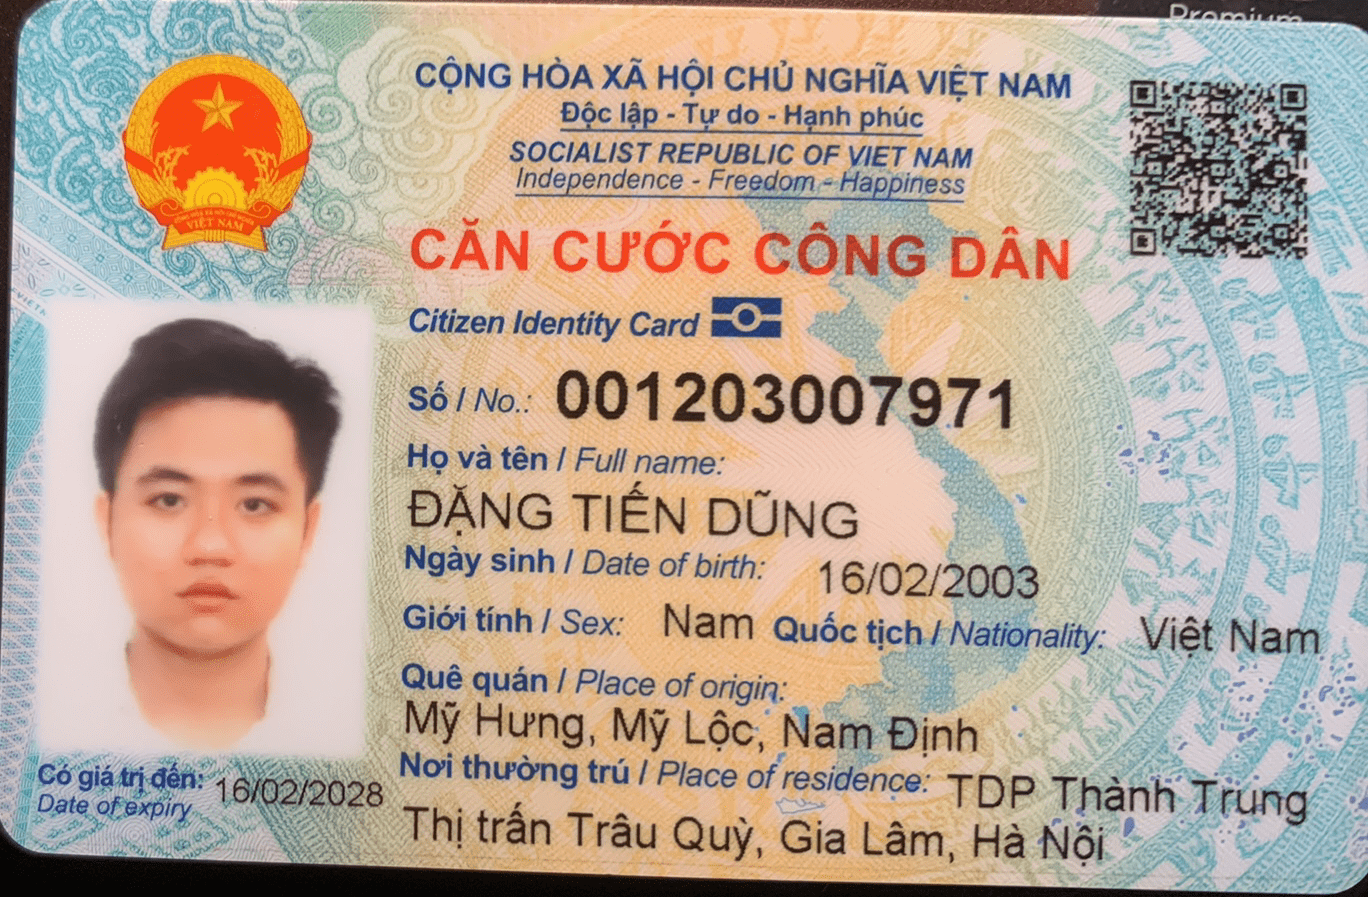 Premium
CỘNG HÒA XÃ HỘI CHỦ NGHĨA VIỆT NAM
Độc lập - Tự do - Hạnh phúc
SOCIALIST REPUBLIC OF VIET NAM
Independence - Freedom - Happiness
CĂN CƯỚC CÔNG DÂN
Citizen Identity Card
Số / No.: 001203007971
Họ và tên / Full name:
ĐẶNG TIẾN DŨNG
Ngày sinh / Date of birth: 16/02/2003
Giới tính / Sex: Nam Quốc tịch / Nationality: Việt Nam
Quê quán / Place of origin:
Mỹ Hưng, Mỹ Lộc, Nam Định
Nơi thường trú / Place of residence: TDP Thành Trung
Thị trấn Trâu Quỳ, Gia Lâm, Hà Nội
Có giá trị đến: 16/02/2028
Date of expiry
VIỆT NAM